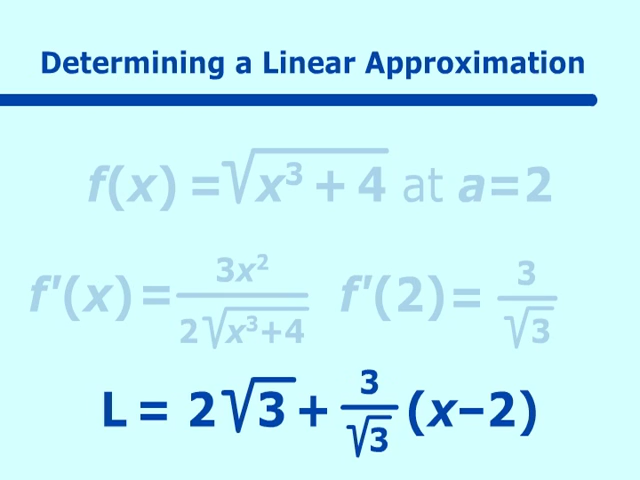 Determining a Linear Approximation
f(x) = √(x³ + 4) at a = 2
f'(x) = 3x² / 2√(x³+4) f'(2) = 3 / √3
L = 2√3 + 3/√3 (x–2)